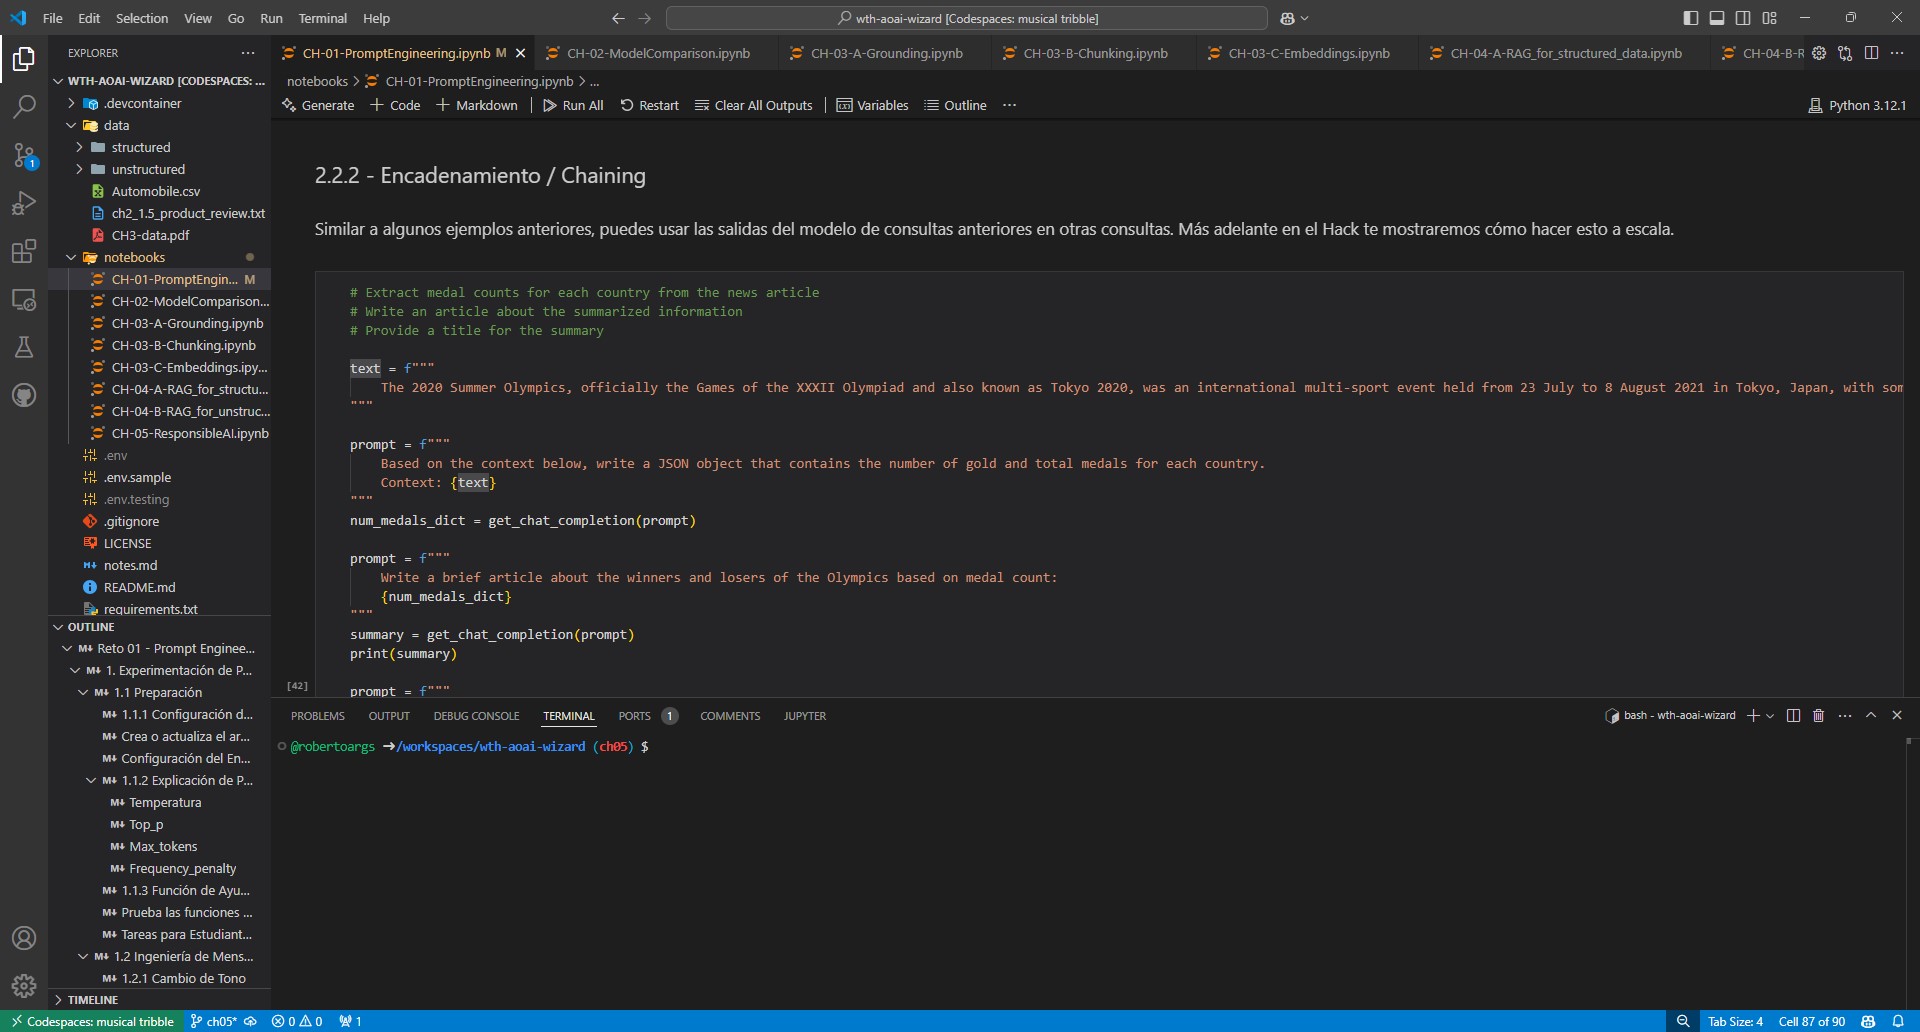 File Edit Selection View Go Run Terminal Help
wth-aoai-wizard [Codespaces: musical tribble]
EXPLORER
WTH-AOAI-WIZARD [CODESPACES: ...
.devcontainer
data
structured
unstructured
Automobile.csv
ch2_1.5_product_review.txt
CH3-data.pdf
notebooks
CH-01-PromptEngin... M
CH-02-ModelComparison...
CH-03-A-Grounding.ipynb
CH-03-B-Chunking.ipynb
CH-03-C-Embeddings.ipy...
CH-04-A-RAG_for_structu...
CH-04-B-RAG_for_unstruc...
CH-05-ResponsibleAI.ipynb
.env
.env.sample
.env.testing
.gitignore
LICENSE
notes.md
README.md
requirements.txt
OUTLINE
M↓ Reto 01 - Prompt Enginee...
M↓ 1. Experimentación de P...
M↓ 1.1 Preparación
M↓ 1.1.1 Configuración d...
M↓ Crea o actualiza el ar...
M↓ Configuración del En...
M↓ 1.1.2 Explicación de P...
M↓ Temperatura
M↓ Top_p
M↓ Max_tokens
M↓ Frequency_penalty
M↓ 1.1.3 Función de Ayu...
M↓ Prueba las funciones ...
M↓ Tareas para Estudiant...
M↓ 1.2 Ingeniería de Mens...
M↓ 1.2.1 Cambio de Tono
TIMELINE
CH-01-PromptEngineering.ipynb M CH-02-ModelComparison.ipynb CH-03-A-Grounding.ipynb CH-03-B-Chunking.ipynb CH-03-C-Embeddings.ipynb CH-04-A-RAG_for_structured_data.ipynb CH-04-B-R
notebooks > CH-01-PromptEngineering.ipynb > ...
Generate + Code + Markdown Run All Restart Clear All Outputs Variables Outline ... Python 3.12.1
2.2.2 - Encadenamiento / Chaining
Similar a algunos ejemplos anteriores, puedes usar las salidas del modelo de consultas anteriores en otras consultas. Más adelante en el Hack te mostraremos cómo hacer esto a escala.
# Extract medal counts for each country from the news article
# Write an article about the summarized information
# Provide a title for the summary
text = f"""
The 2020 Summer Olympics, officially the Games of the XXXII Olympiad and also known as Tokyo 2020, was an international multi-sport event held from 23 July to 8 August 2021 in Tokyo, Japan, with som
"""
prompt = f"""
Based on the context below, write a JSON object that contains the number of gold and total medals for each country.
Context: {text}
"""
num_medals_dict = get_chat_completion(prompt)
prompt = f"""
Write a brief article about the winners and losers of the Olympics based on medal count:
{num_medals_dict}
"""
summary = get_chat_completion(prompt)
print(summary)
[42]
prompt = f"""
PROBLEMS OUTPUT DEBUG CONSOLE TERMINAL PORTS 1 COMMENTS JUPYTER
bash - wth-aoai-wizard
@robertoargs ➜/workspaces/wth-aoai-wizard (ch05) $
Codespaces: musical tribble ch05* 0 0 1
Tab Size: 4 Cell 87 of 90